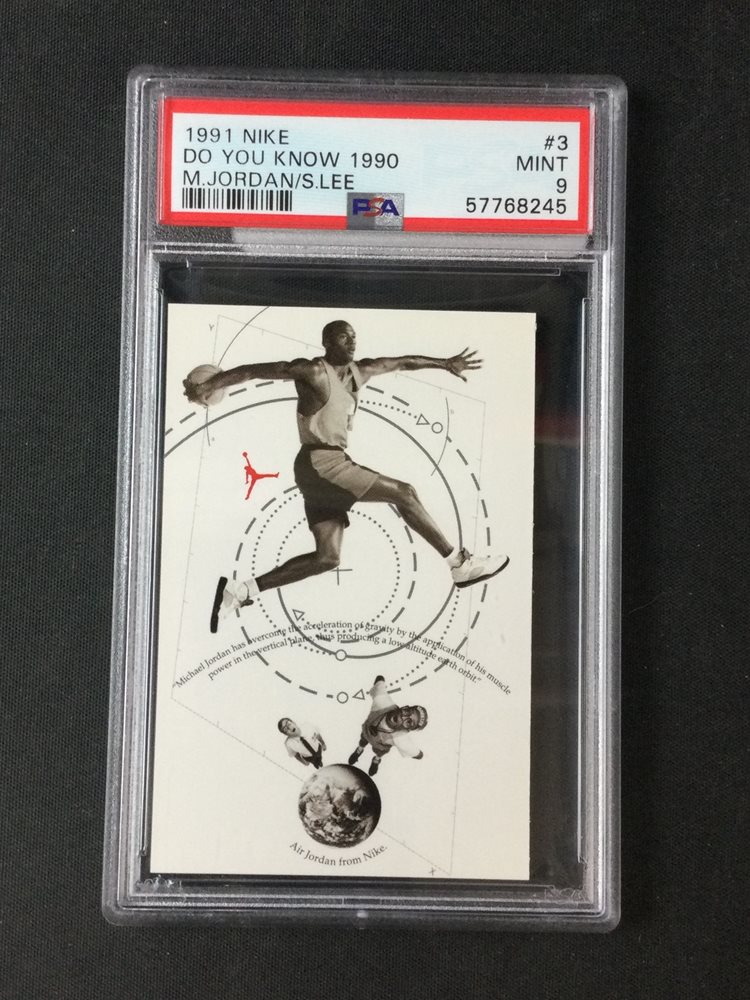 1991 NIKE #3
DO YOU KNOW 1990 MINT
M.JORDAN/S.LEE 9
PSA 57768245
Y
"Michael Jordan has overcome the acceleration of gravity by the application of his muscle
power in the vertical plane, thus producing a low altitude earth orbit."
Air Jordan from Nike.
X